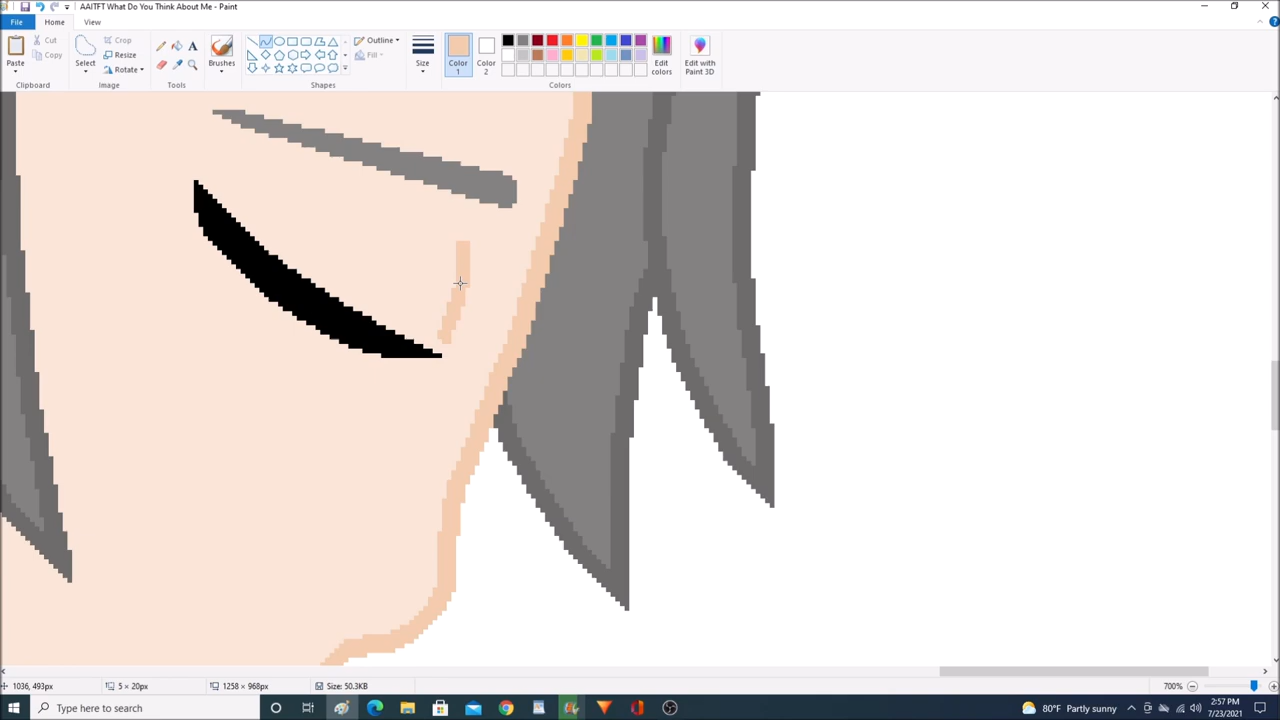 AAITFT What Do You Think About Me - Paint
File Home View
Paste
Cut
Copy
Clipboard
Select
Crop
Resize
Rotate
Image
A
Tools
Brushes
Outline
Fill
Shapes
Size
Color 1
Color 2
Edit colors
Colors
Edit with Paint 3D
1036, 493px
5 × 20px
1258 × 968px
Size: 50.3KB
700%
Type here to search
80°F Partly sunny
2:57 PM
7/23/2021